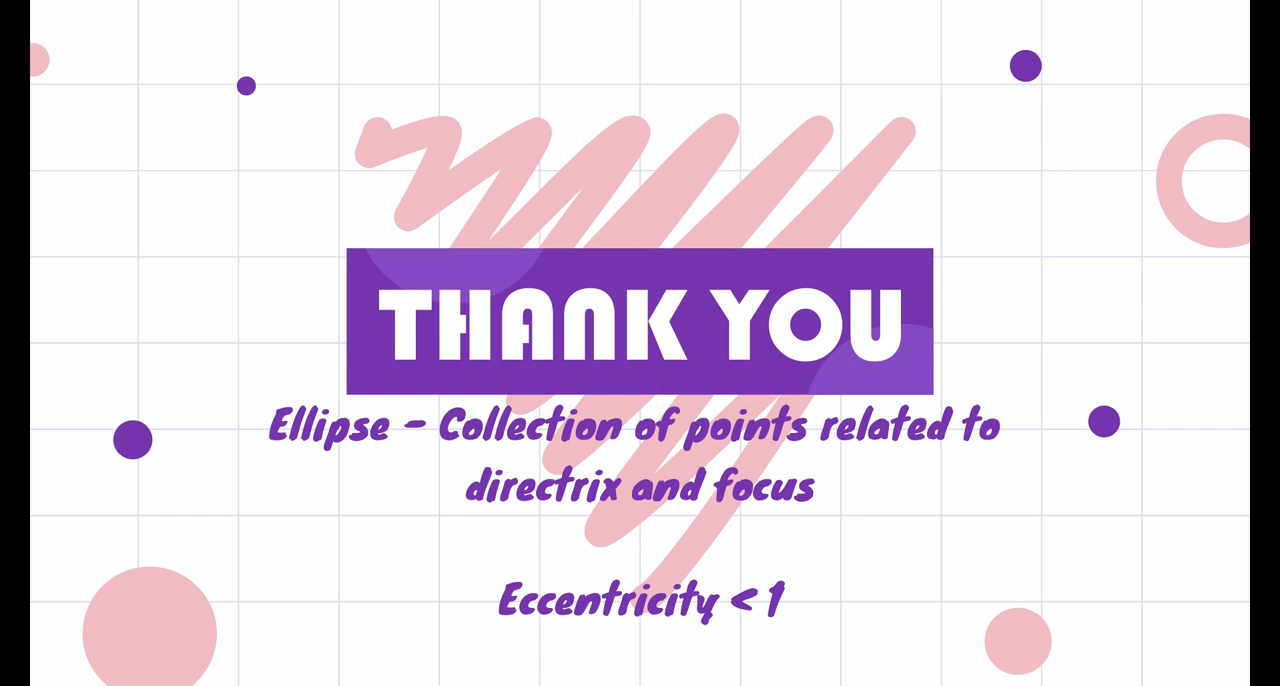 THANK YOU
Ellipse - Collection of points related to
directrix and focus
Eccentricity < 1